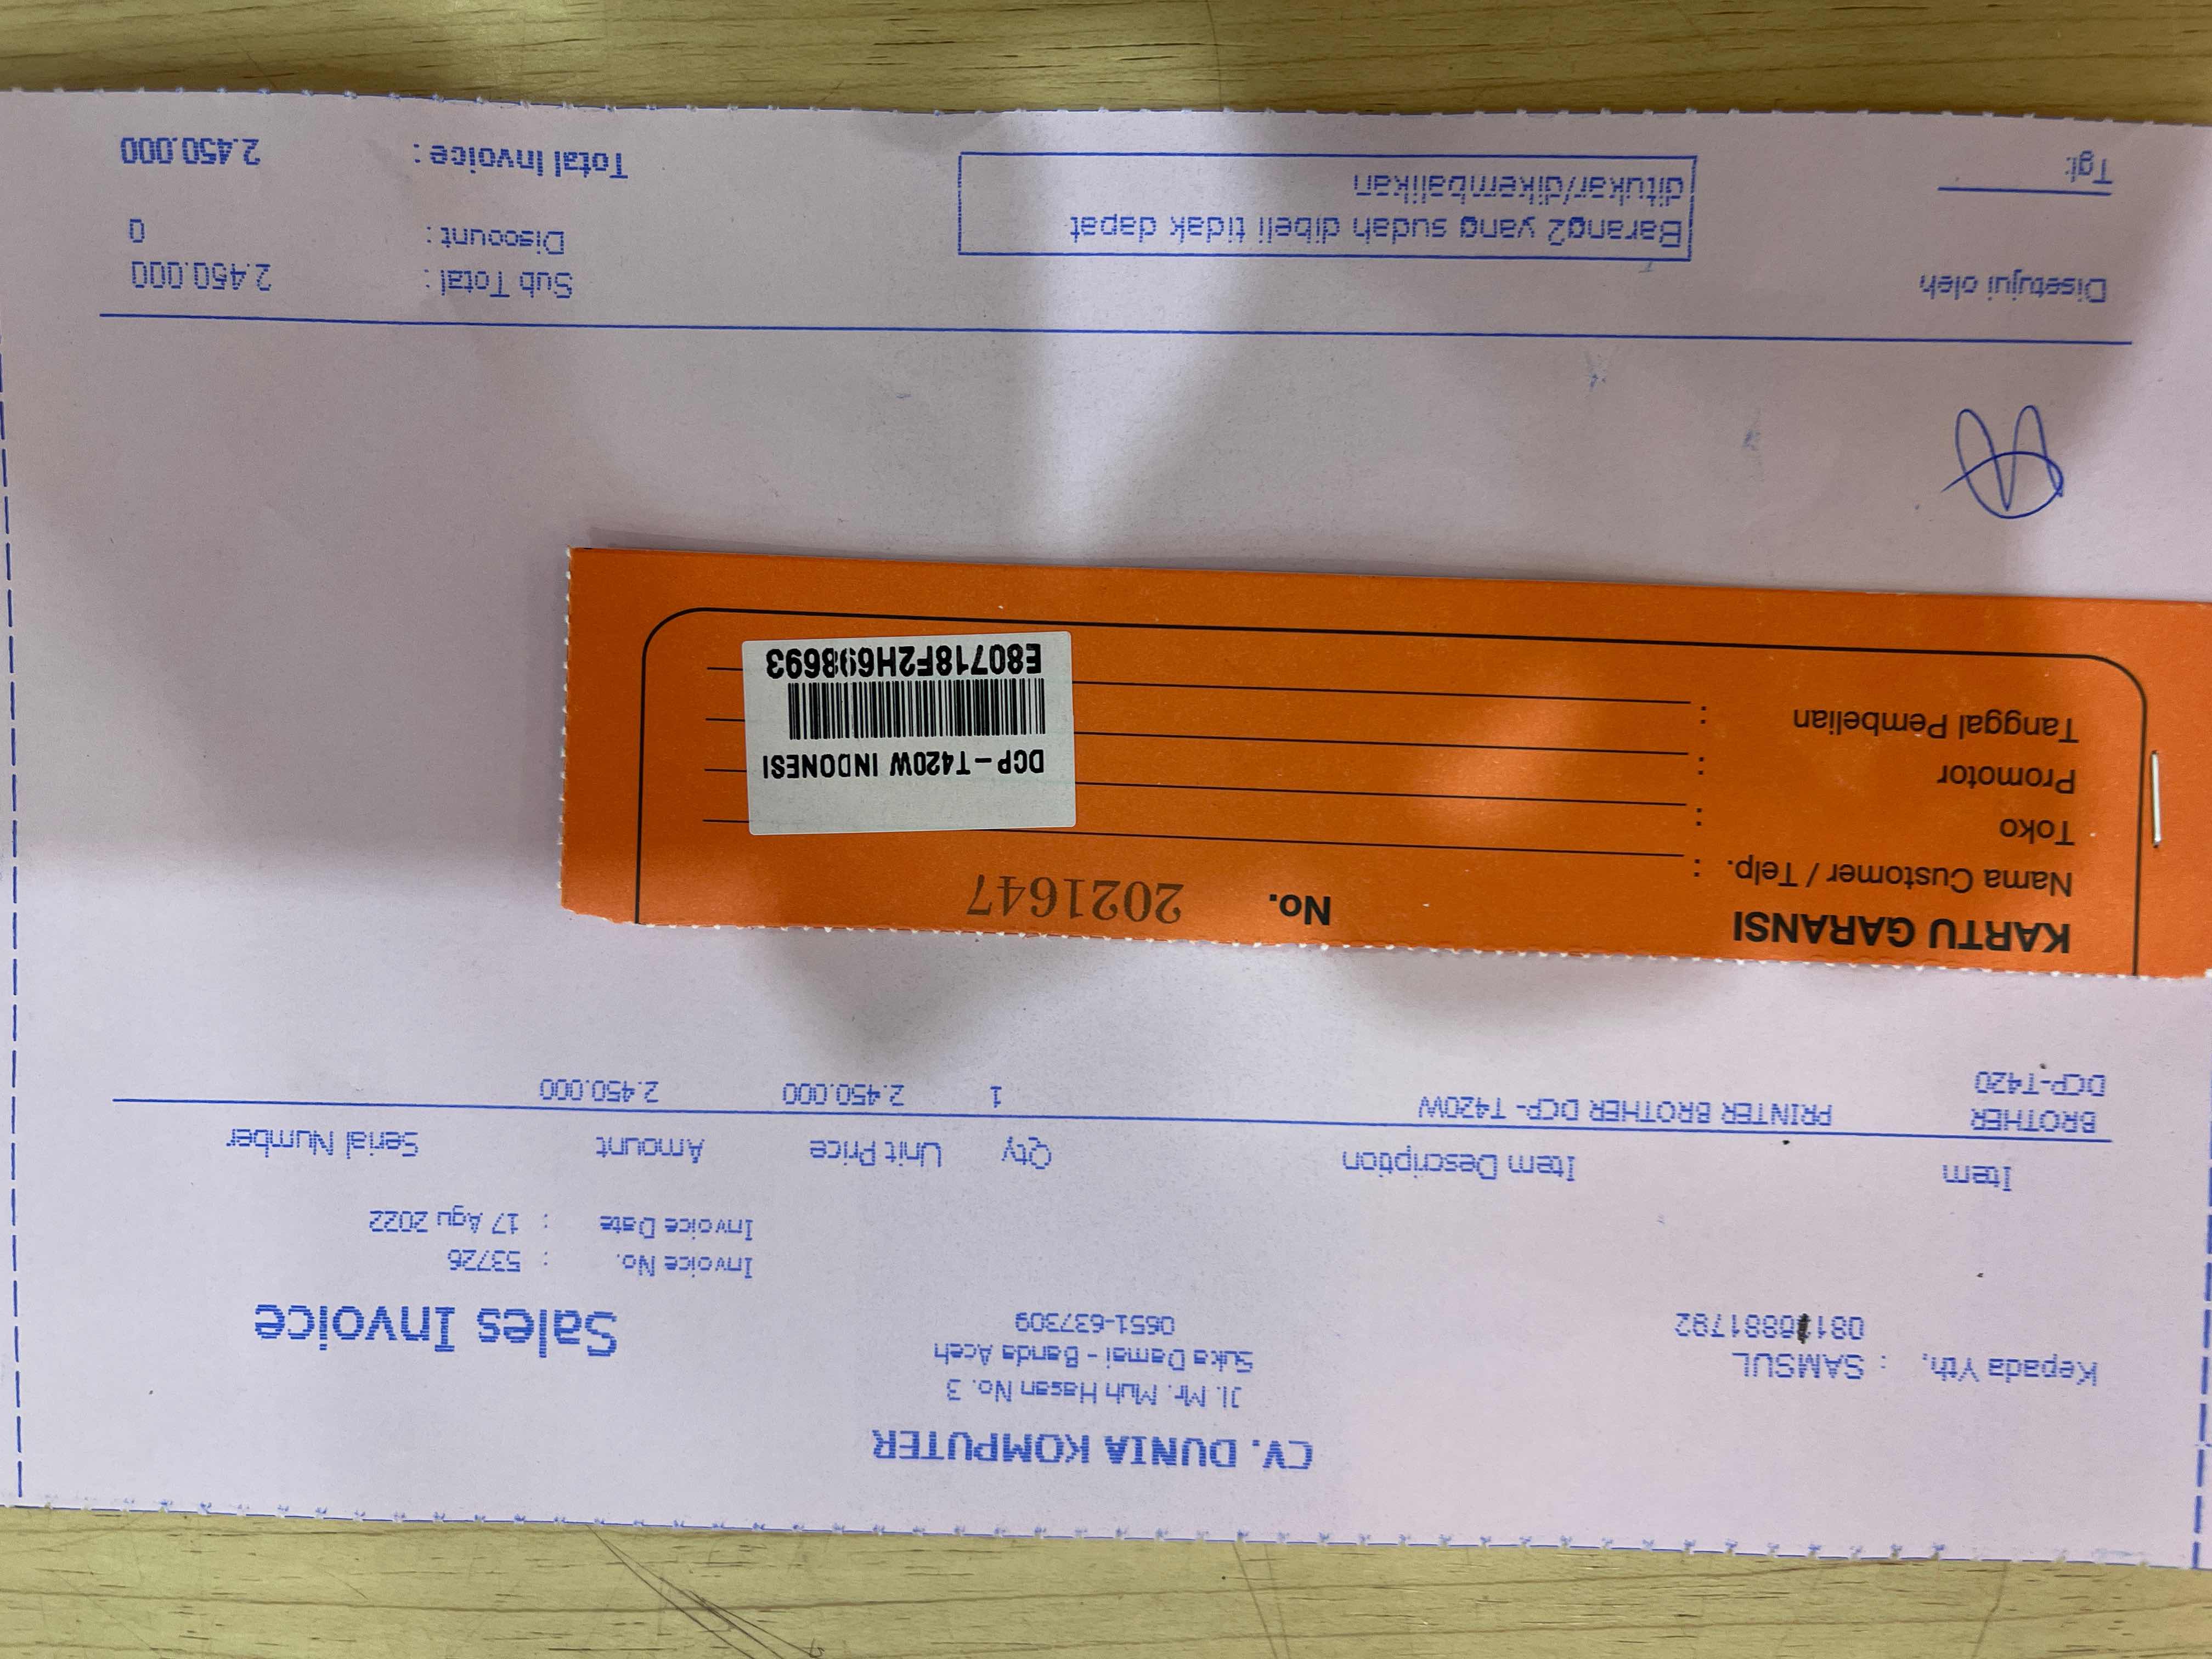 CV. DUNIA KOMPUTER
Jl. Mr. Muh Hasan No. 3
Suka Damai - Banda Aceh
0651-637309
Kepada Yth, : SAMSUL
Sales Invoice
Invoice No. : 53726
Invoice Date : 17 Agu 2022
Item Item Description Qty Unit Price Amount Serial Number
BROTHER PRINTER BROTHER DCP- T420W 1 2.450.000 2.450.000
DCP-T420
KARTU GARANSI No. 2021647
Nama Customer / Telp. :
Toko :
Promotor :
Tanggal Pembelian :
DCP-T420W INDONESI
E80718F2H698693
Disetujui oleh
Tgl:
Barang2 yang sudah dibeli tidak dapat
ditukar/dikembalikan
Sub Total : 2.450.000
Discount : 0
Total Invoice : 2.450.000